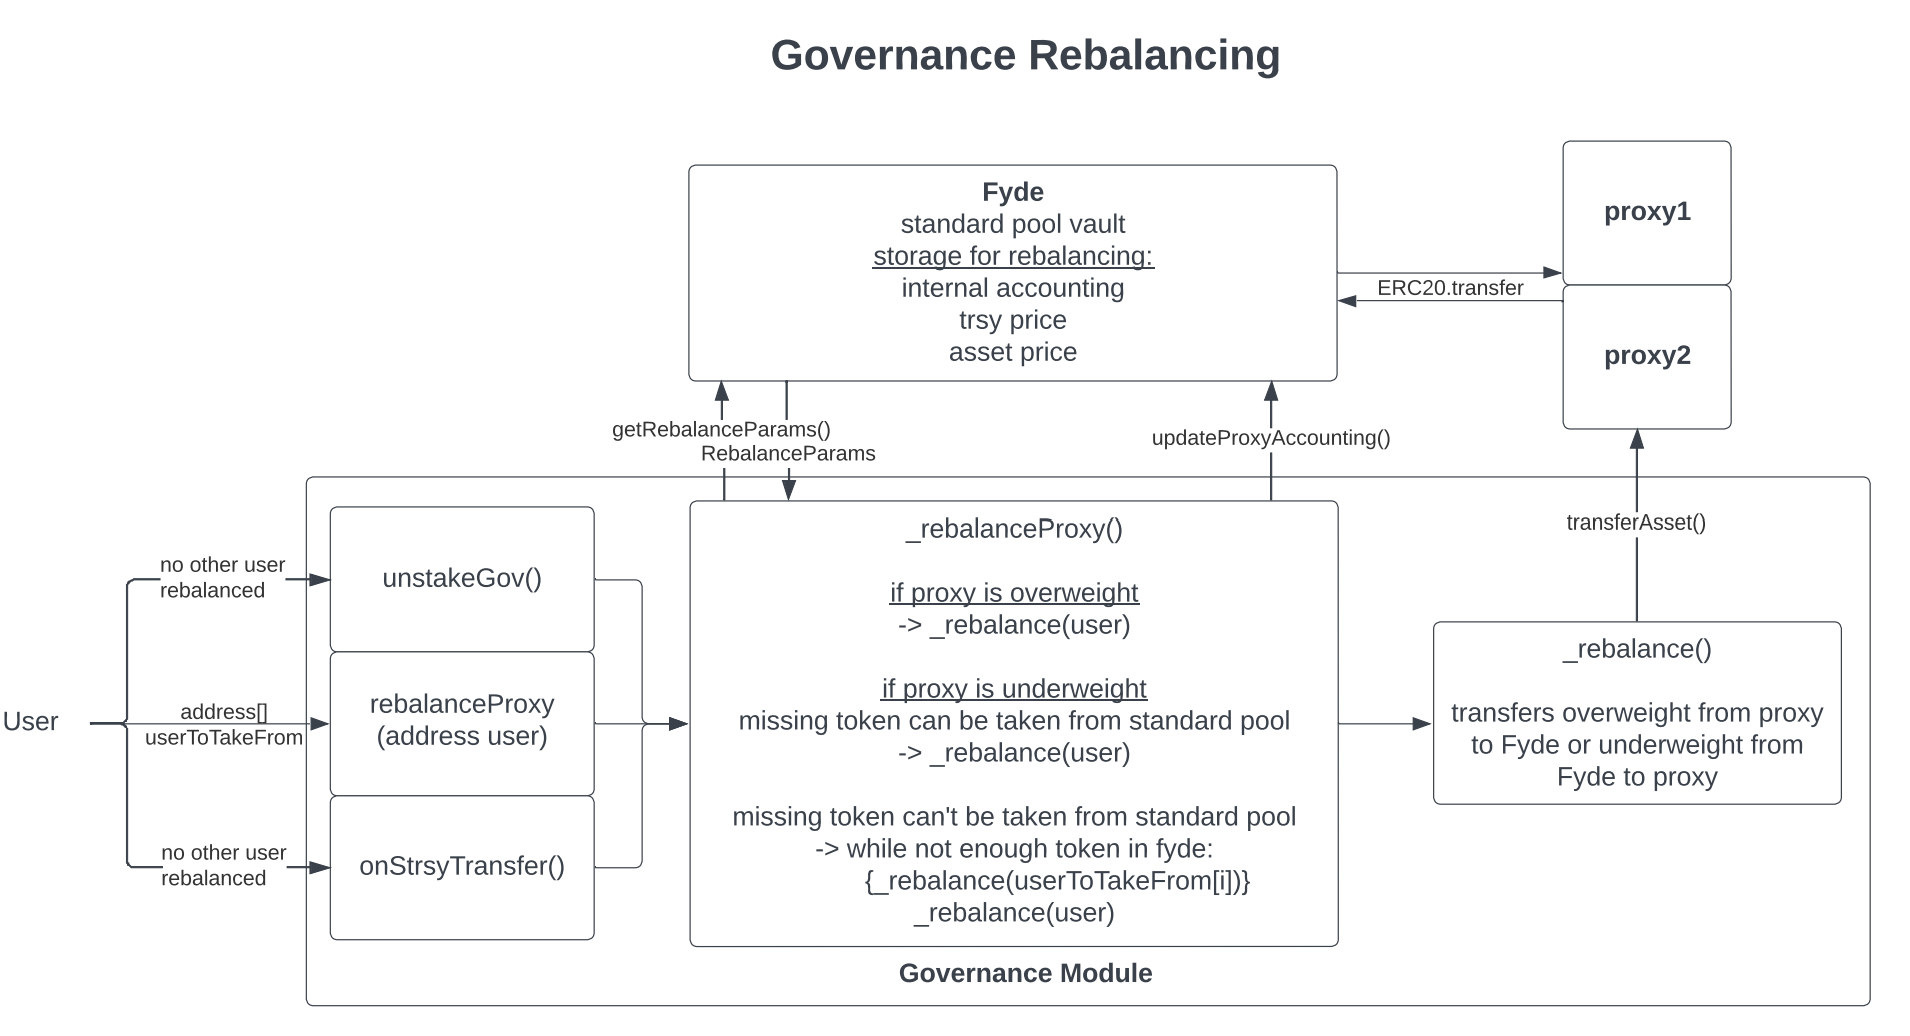 Governance Rebalancing
Fyde
standard pool vault
storage for rebalancing:
internal accounting
trsy price
asset price
proxy1
ERC20.transfer
proxy2
getRebalanceParams()
RebalanceParams
updateProxyAccounting()
transferAsset()
User
no other user
rebalanced
address[]
userToTakeFrom
no other user
rebalanced
unstakeGov()
rebalanceProxy
(address user)
onStrsyTransfer()
_rebalanceProxy()
if proxy is overweight
-> _rebalance(user)
if proxy is underweight
missing token can be taken from standard pool
-> _rebalance(user)
missing token can't be taken from standard pool
-> while not enough token in fyde:
{_rebalance(userToTakeFrom[i])}
_rebalance(user)
_rebalance()
transfers overweight from proxy
to Fyde or underweight from
Fyde to proxy
Governance Module